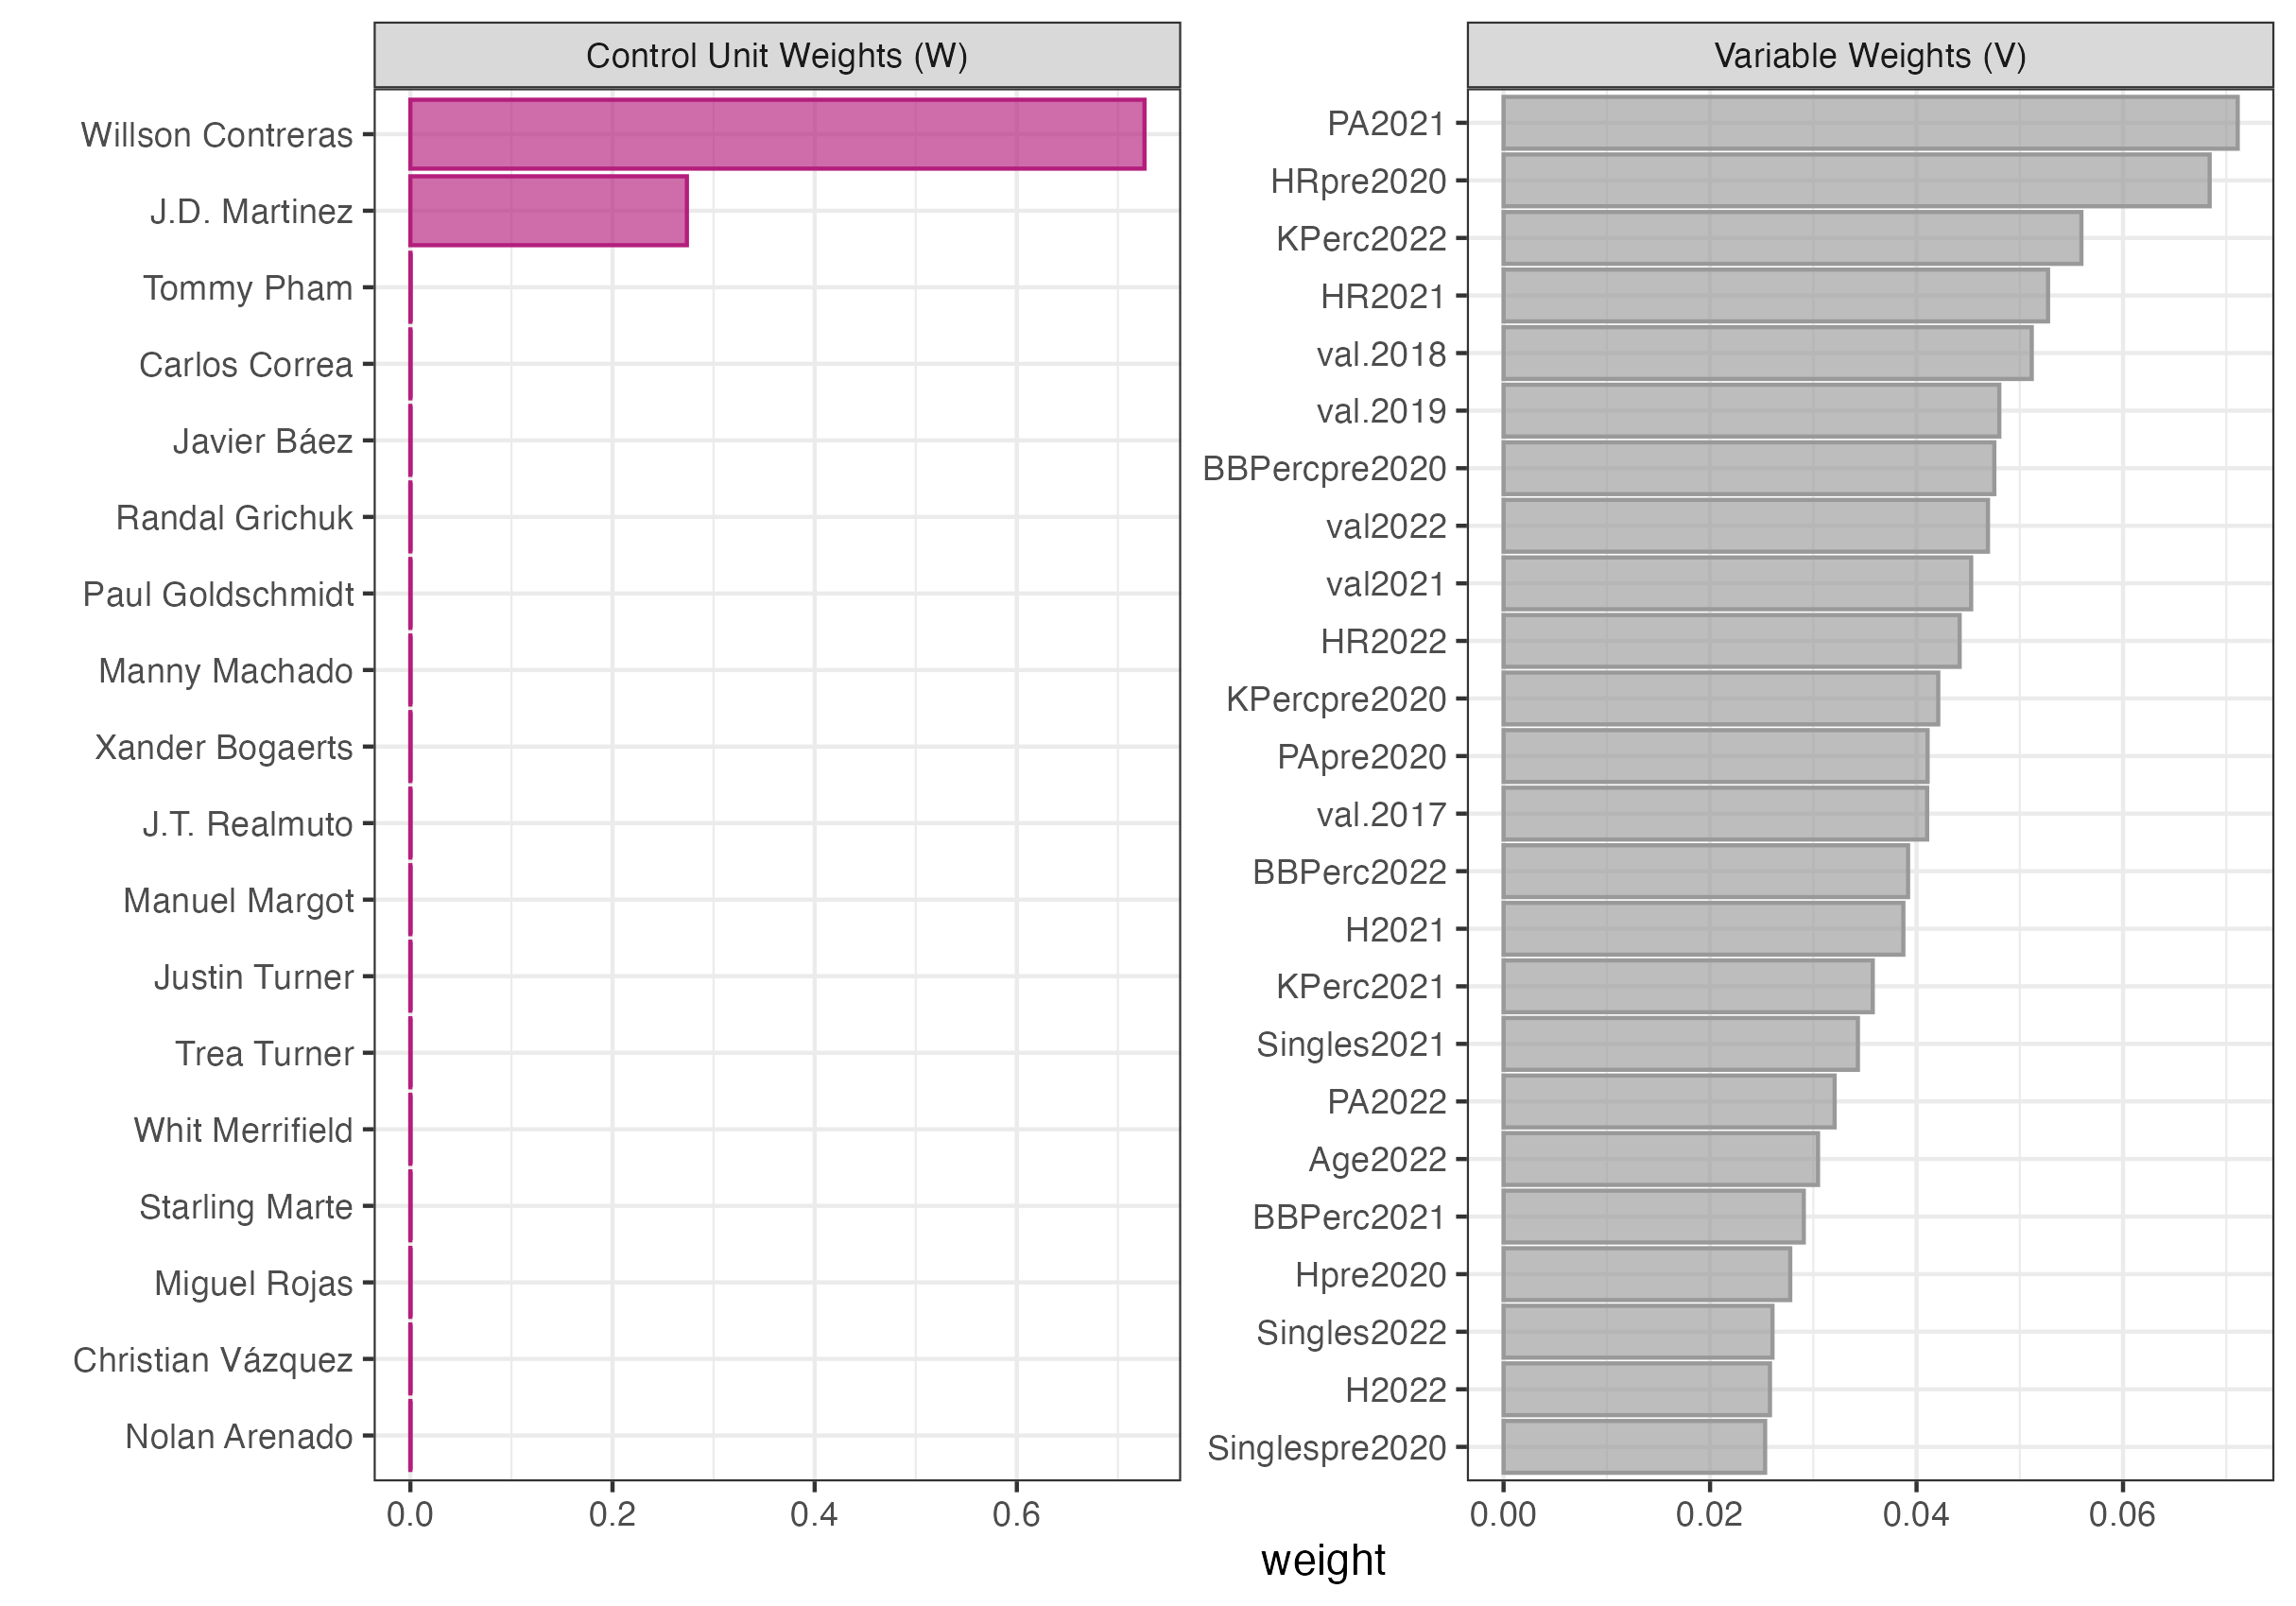 Control Unit Weights (W)
Willson Contreras
J.D. Martinez
Tommy Pham
Carlos Correa
Javier Báez
Randal Grichuk
Paul Goldschmidt
Manny Machado
Xander Bogaerts
J.T. Realmuto
Manuel Margot
Justin Turner
Trea Turner
Whit Merrifield
Starling Marte
Miguel Rojas
Christian Vázquez
Nolan Arenado
0.0 0.2 0.4 0.6
Variable Weights (V)
PA2021
HRpre2020
KPerc2022
HR2021
val.2018
val.2019
BBPercpre2020
val2022
val2021
HR2022
KPercpre2020
PApre2020
val.2017
BBPerc2022
H2021
KPerc2021
Singles2021
PA2022
Age2022
BBPerc2021
Hpre2020
Singles2022
H2022
Singlespre2020
0.00 0.02 0.04 0.06
weight